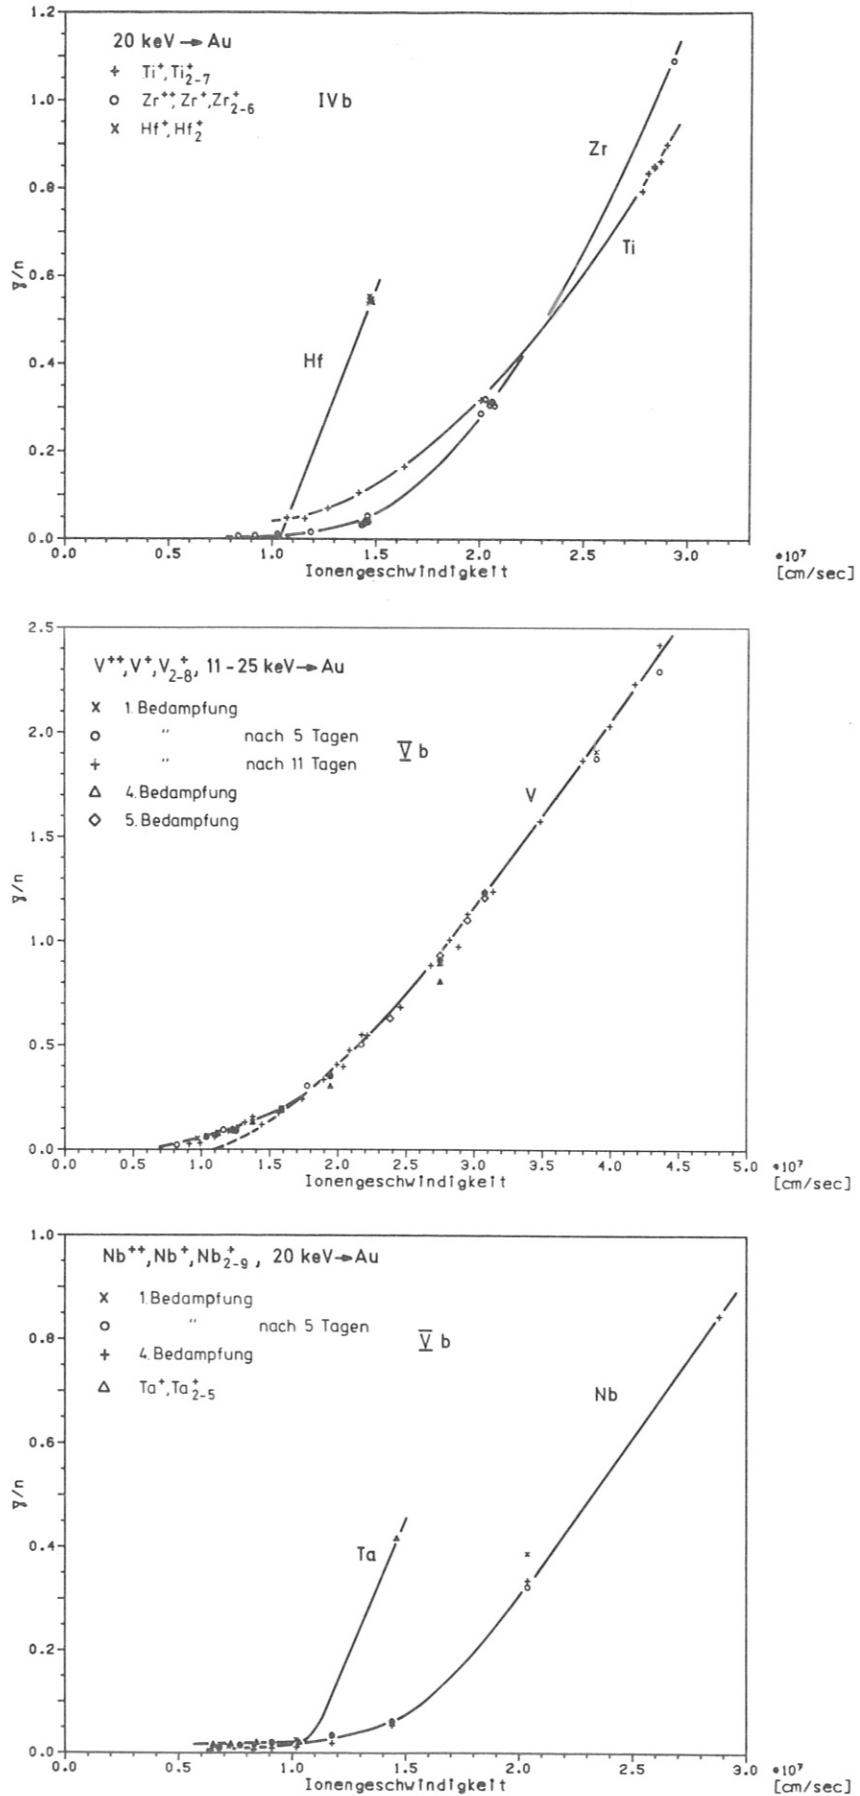 1.2
20 keV → Au
+ Ti⁺, Ti⁺₂₋₇
o Zr⁺⁺, Zr⁺, Zr⁺₂₋₆
x Hf⁺, Hf⁺₂
IVb
1.0
0.8
0.6
0.4
0.2
0.0
γ/n
Zr
Ti
Hf
0.0 0.5 1.0 1.5 2.0 2.5 3.0 *10⁷
Ionengeschwindigkeit [cm/sec]
2.5
V⁺⁺, V⁺, V⁺₂₋₈, 11-25 keV → Au
x 1. Bedampfung
o " nach 5 Tagen
+ " nach 11 Tagen
△ 4. Bedampfung
◇ 5. Bedampfung
V b
2.0
1.5
1.0
0.5
0.0
γ/n
V
0.0 0.5 1.0 1.5 2.0 2.5 3.0 3.5 4.0 4.5 5.0 *10⁷
Ionengeschwindigkeit [cm/sec]
1.0
Nb⁺⁺, Nb⁺, Nb⁺₂₋₉, 20 keV → Au
x 1. Bedampfung
o " nach 5 Tagen
+ 4. Bedampfung
△ Ta⁺, Ta⁺₂₋₅
V b
0.8
0.6
0.4
0.2
0.0
γ/n
Nb
Ta
0.0 0.5 1.0 1.5 2.0 2.5 3.0 *10⁷
Ionengeschwindigkeit [cm/sec]